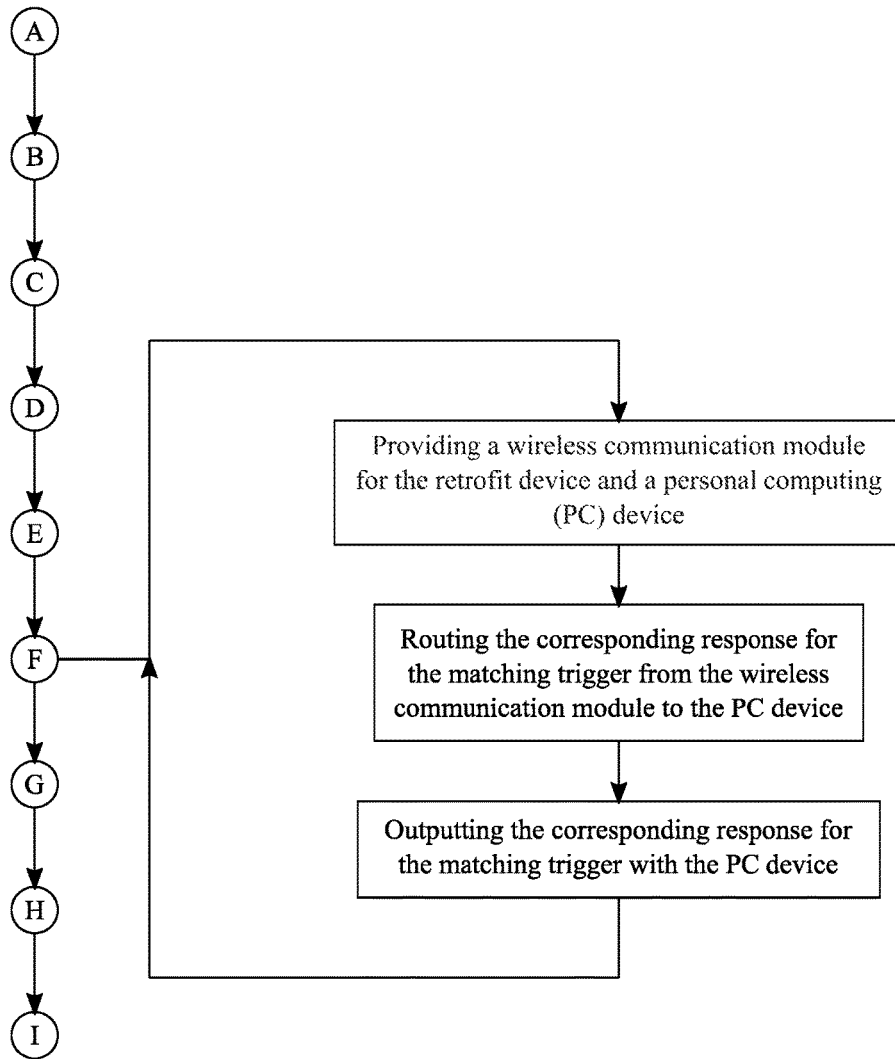 A
B
C
D
E
F
G
H
I
Providing a wireless communication module
for the retrofit device and a personal computing
(PC) device
Routing the corresponding response for
the matching trigger from the wireless
communication module to the PC device
Outputting the corresponding response for
the matching trigger with the PC device